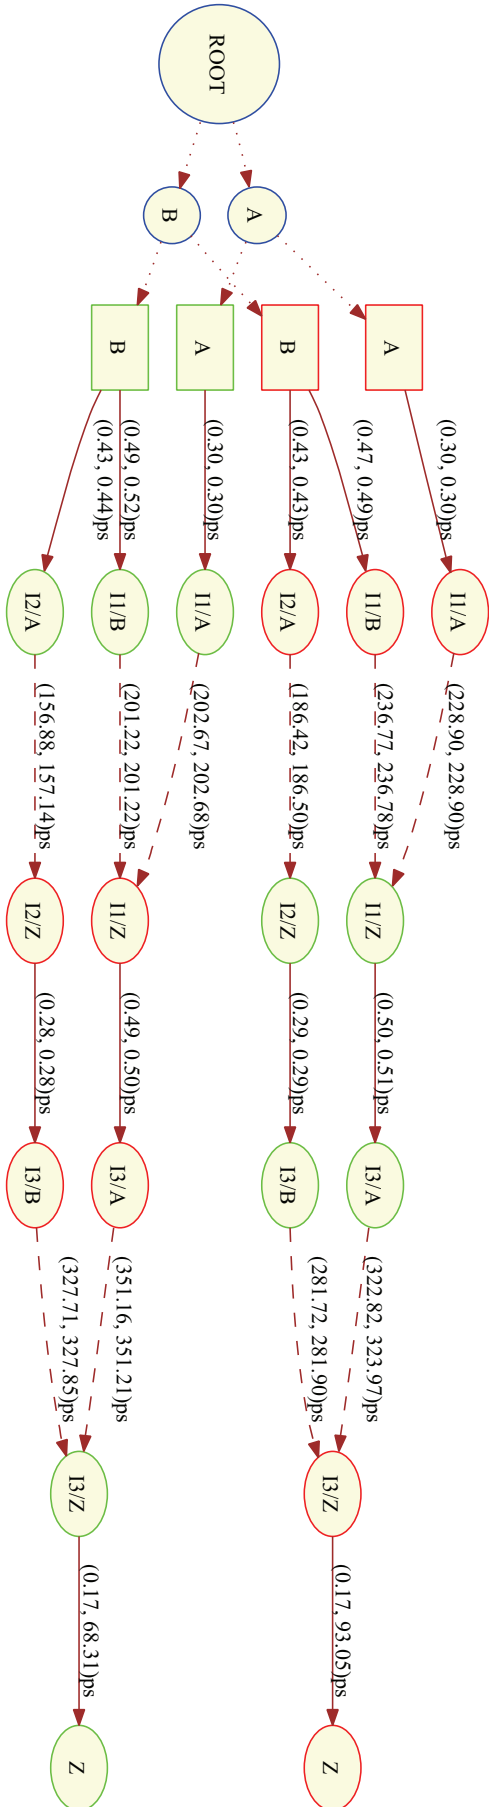 ROOT
A
B
A
B
A
B
(0.30, 0.30)ps
(0.47, 0.49)ps
(0.43, 0.43)ps
(0.30, 0.30)ps
(0.49, 0.52)ps
(0.43, 0.44)ps
I1/A
I1/B
I2/A
I1/A
I1/B
I2/A
(228.90, 228.90)ps
(236.77, 236.78)ps
(186.42, 186.50)ps
(202.67, 202.68)ps
(201.22, 201.22)ps
(156.88, 157.14)ps
I1/Z
I2/Z
I1/Z
I2/Z
(0.50, 0.51)ps
(0.29, 0.29)ps
(0.49, 0.50)ps
(0.28, 0.28)ps
I3/A
I3/B
I3/A
I3/B
(322.82, 323.97)ps
(281.72, 281.90)ps
(351.16, 351.21)ps
(327.71, 327.85)ps
I3/Z
I3/Z
(0.17, 93.05)ps
(0.17, 68.31)ps
Z
Z